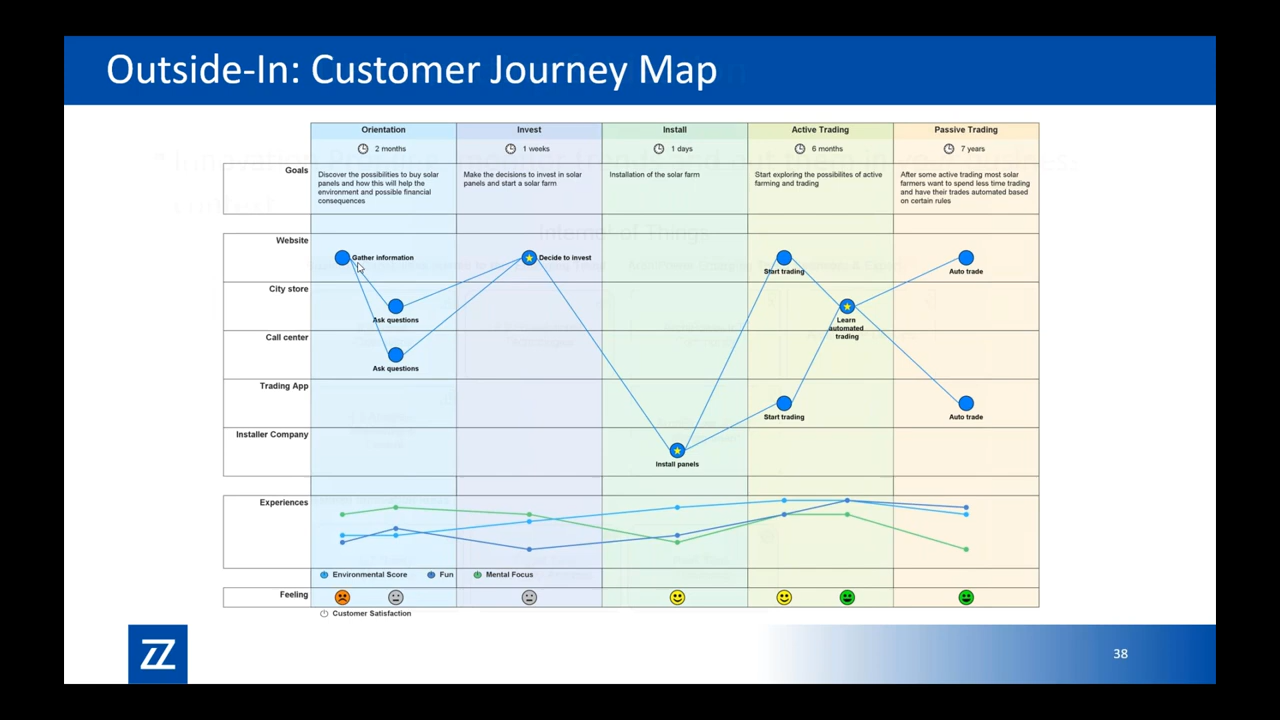 Outside-In: Customer Journey Map
Orientation
Invest
Install
Active Trading
Passive Trading
2 months
1 weeks
1 days
6 months
7 years
Goals
Discover the possibilities to buy solar
panels and how this will help the
environment and possible financial
consequences
Make the decisions to invest in solar
panels and start a solar farm
Installation of the solar farm
Start exploring the possibilites of active
farming and trading
After some active trading most solar
farmers want to spend less time trading
and have their trades automated based
on certain rules
Internet of Things
Website
Gather information
Decide to invest
Start trading
Auto trade
City store
Ask questions
Learn
automated
trading
Call center
Ask questions
Trading App
Start trading
Auto trade
Installer Company
Install panels
Experiences
Environmental Score
Fun
Mental Focus
Feeling
Customer Satisfaction
38